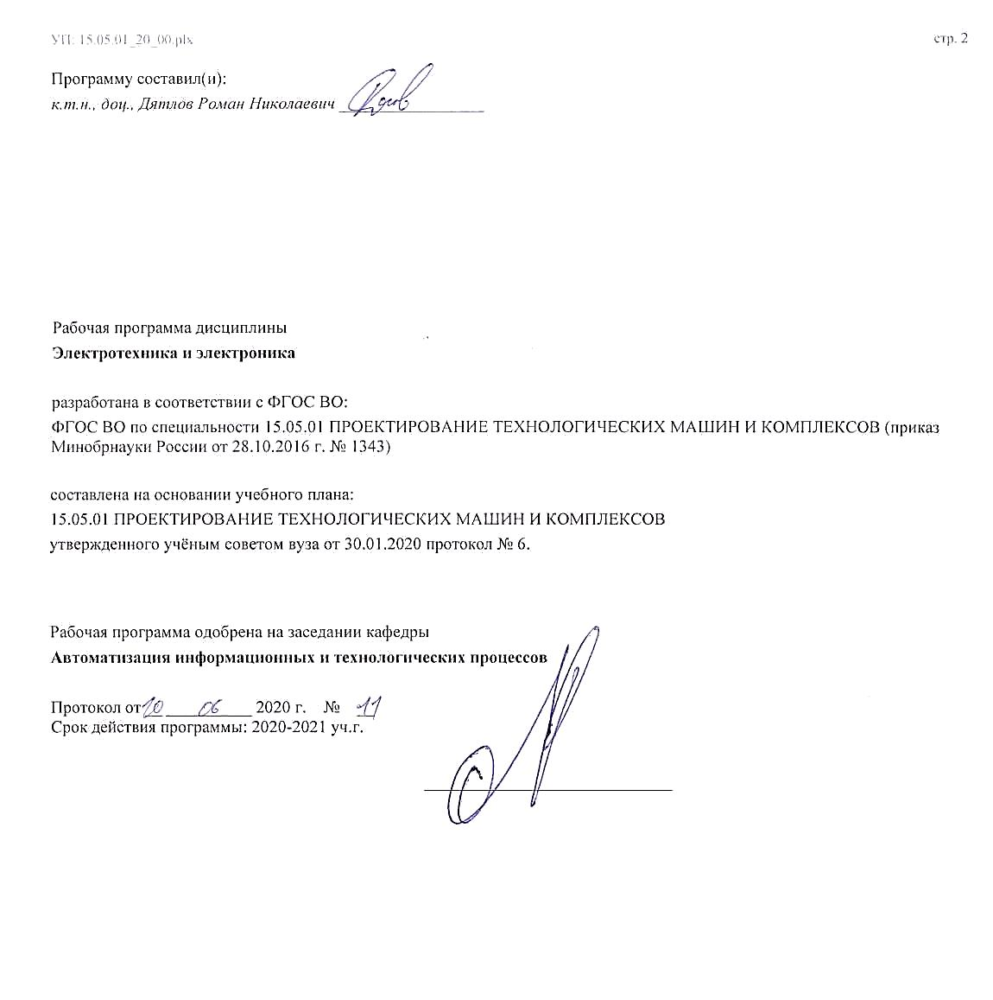 УП: 15.05.01_20_00.plx
стр. 2
Программу составил(и):
к.т.н., доц., Дятлов Роман Николаевич
Рабочая программа дисциплины
Электротехника и электроника
разработана в соответствии с ФГОС ВО:
ФГОС ВО по специальности 15.05.01 ПРОЕКТИРОВАНИЕ ТЕХНОЛОГИЧЕСКИХ МАШИН И КОМПЛЕКСОВ (приказ
Минобрнауки России от 28.10.2016 г. № 1343)
составлена на основании учебного плана:
15.05.01 ПРОЕКТИРОВАНИЕ ТЕХНОЛОГИЧЕСКИХ МАШИН И КОМПЛЕКСОВ
утвержденного учёным советом вуза от 30.01.2020 протокол № 6.
Рабочая программа одобрена на заседании кафедры
Автоматизация информационных и технологических процессов
Протокол от 10 06 2020 г. № 11
Срок действия программы: 2020-2021 уч.г.